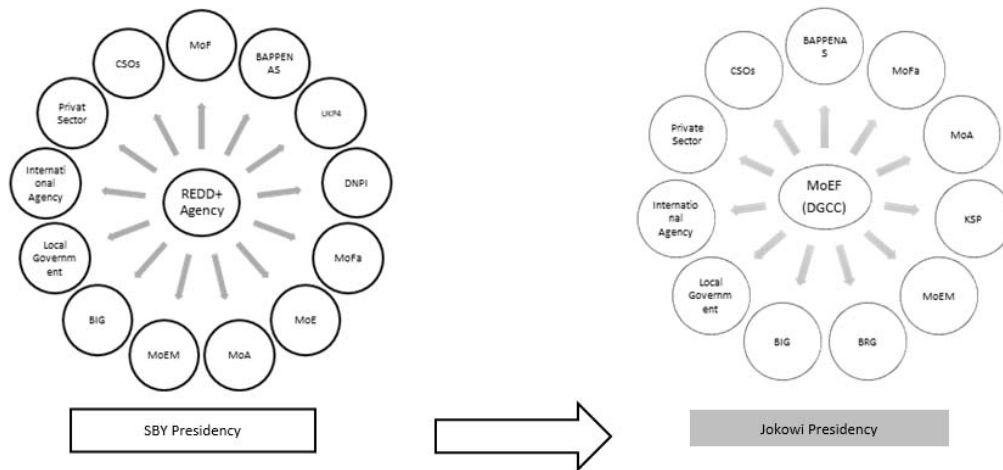 MoF
BAPPEN
AS
UKP4
DNPI
MoFa
MoE
MoA
MoEM
BIG
Local
Governm
ent
Internati
onal
Agency
Privat
Sector
CSOs
REDD+
Agency
SBY Presidency
BAPPENA
S
MoFa
MoA
KSP
MoEM
BRG
BIG
Local
Governm
ent
Internatio
nal
Agency
Private
Sector
CSOs
MoEF
(DGCC)
Jokowi Presidency